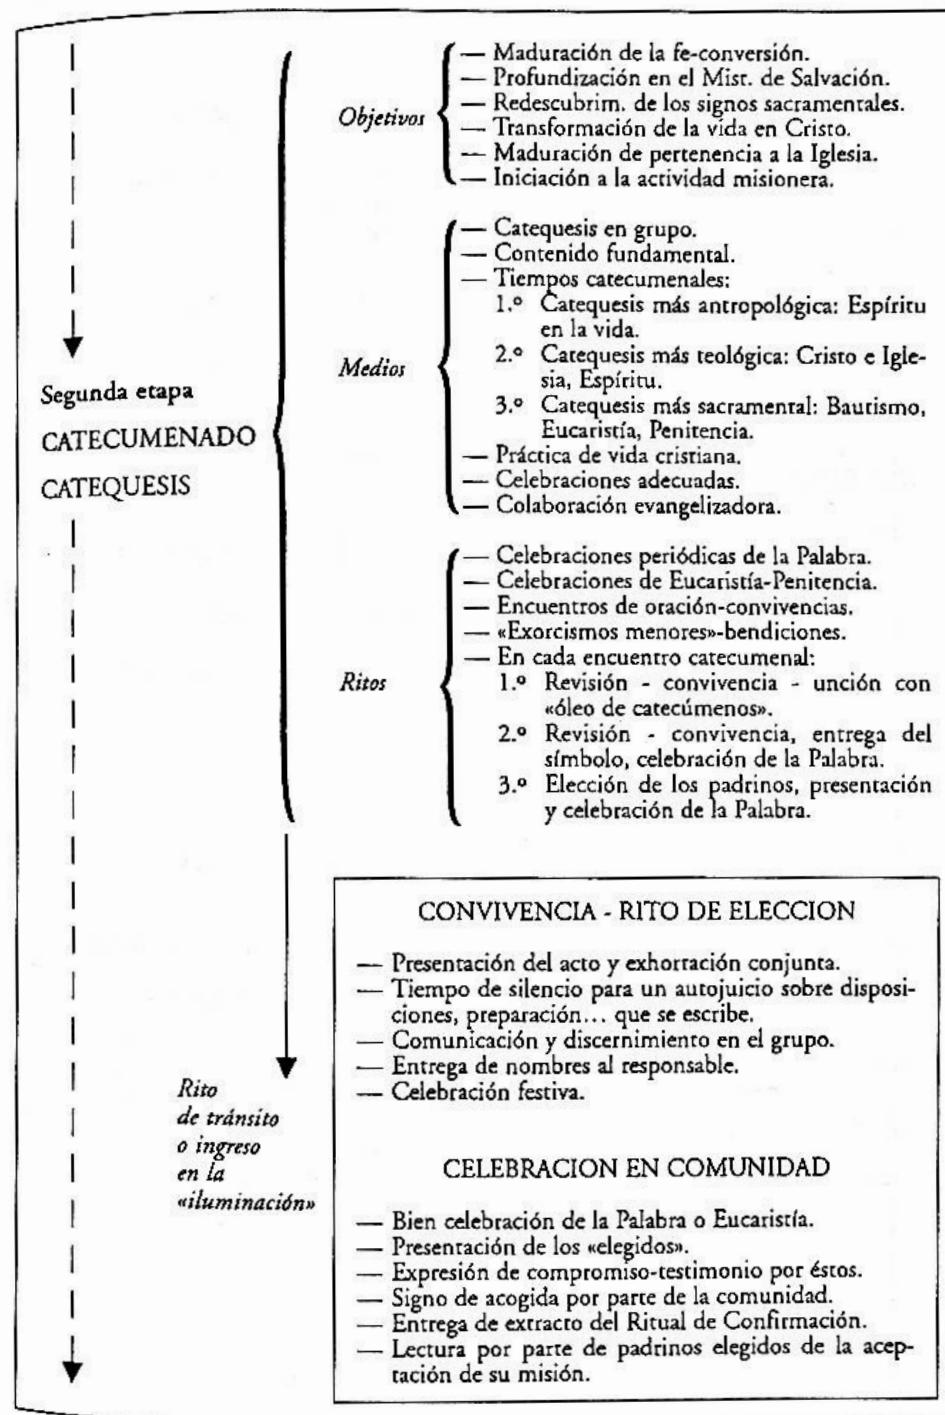 Objetivos
— Maduración de la fe-conversión.
— Profundización en el Mist. de Salvación.
— Redescubrim. de los signos sacramentales.
— Transformación de la vida en Cristo.
— Maduración de pertenencia a la Iglesia.
— Iniciación a la actividad misionera.
Segunda etapa
CATECUMENADO
CATEQUESIS
Medios
— Catequesis en grupo.
— Contenido fundamental.
— Tiempos catecumenales:
1.º Catequesis más antropológica: Espíritu
en la vida.
2.º Catequesis más teológica: Cristo e Igle-
sia, Espíritu.
3.º Catequesis más sacramental: Bautismo,
Eucaristía, Penitencia.
— Práctica de vida cristiana.
— Celebraciones adecuadas.
— Colaboración evangelizadora.
Ritos
— Celebraciones periódicas de la Palabra.
— Celebraciones de Eucaristía-Penitencia.
— Encuentros de oración-convivencias.
— «Exorcismos menores»-bendiciones.
— En cada encuentro catecumenal:
1.º Revisión - convivencia - unción con
«óleo de catecúmenos».
2.º Revisión - convivencia, entrega del
símbolo, celebración de la Palabra.
3.º Elección de los padrinos, presentación
y celebración de la Palabra.
Rito
de tránsito
o ingreso
en la
«iluminación»
CONVIVENCIA - RITO DE ELECCION
— Presentación del acto y exhortación conjunta.
— Tiempo de silencio para un autojuicio sobre disposi-
ciones, preparación... que se escribe.
— Comunicación y discernimiento en el grupo.
— Entrega de nombres al responsable.
— Celebración festiva.
CELEBRACION EN COMUNIDAD
— Bien celebración de la Palabra o Eucaristía.
— Presentación de los «elegidos».
— Expresión de compromiso-testimonio por éstos.
— Signo de acogida por parte de la comunidad.
— Entrega de extracto del Ritual de Confirmación.
— Lectura por parte de padrinos elegidos de la acep-
tación de su misión.